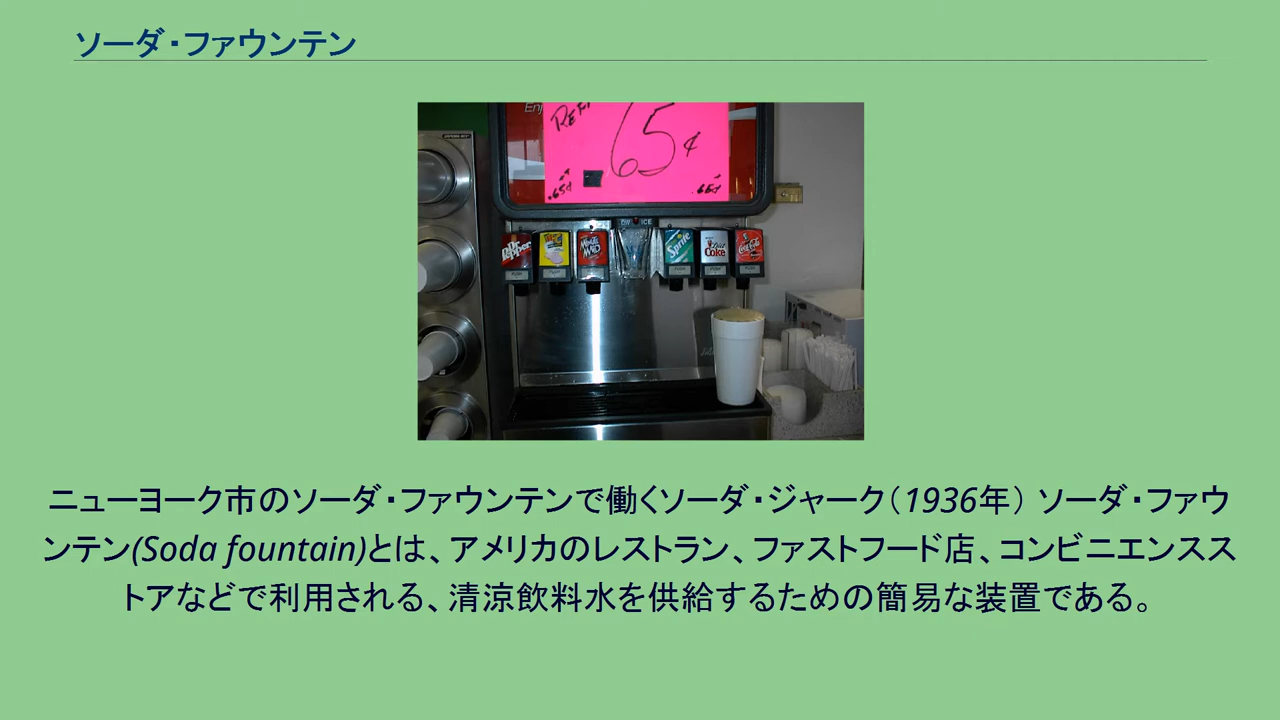 ソーダ・ファウンテン
Enj
REFI
.65¢
.65¢
.65¢
ICE
Dr Pepper
MINUTE MAID
Sprite
Diet Coke
Coca-Cola
PUSH
ニューヨーク市のソーダ・ファウンテンで働くソーダ・ジャーク（1936年） ソーダ・ファウ
ンテン(Soda fountain)とは、アメリカのレストラン、ファストフード店、コンビニエンスス
トアなどで利用される、清涼飲料水を供給するための簡易な装置である。